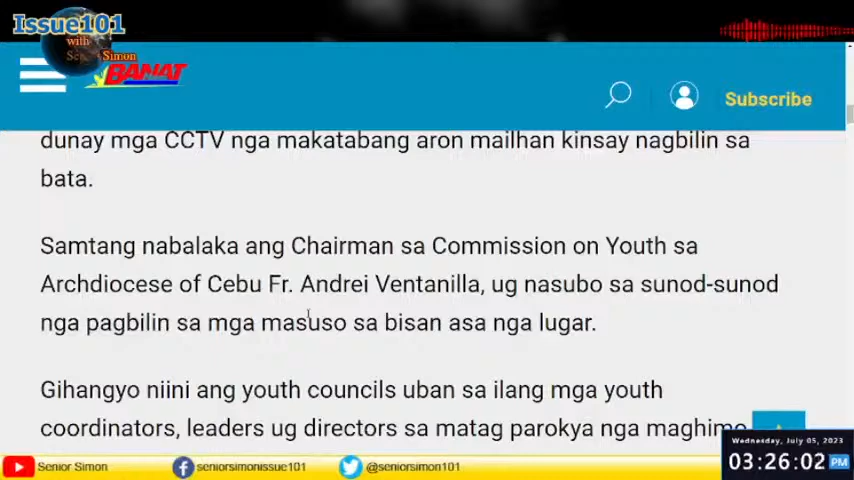 Issue101
with
Senior Simon
BANAT
Subscribe
dunay mga CCTV nga makatabang aron mailhan kinsay nagbilin sa
bata.
Samtang nabalaka ang Chairman sa Commission on Youth sa
Archdiocese of Cebu Fr. Andrei Ventanilla, ug nasubo sa sunod-sunod
nga pagbilin sa mga masuso sa bisan asa nga lugar.
Gihangyo niini ang youth councils uban sa ilang mga youth
coordinators, leaders ug directors sa matag parokya nga maghimo
Wednesday, July 05, 2023
03:26:02 PM
Senior Simon
seniorsimonissue101
@seniorsimon101